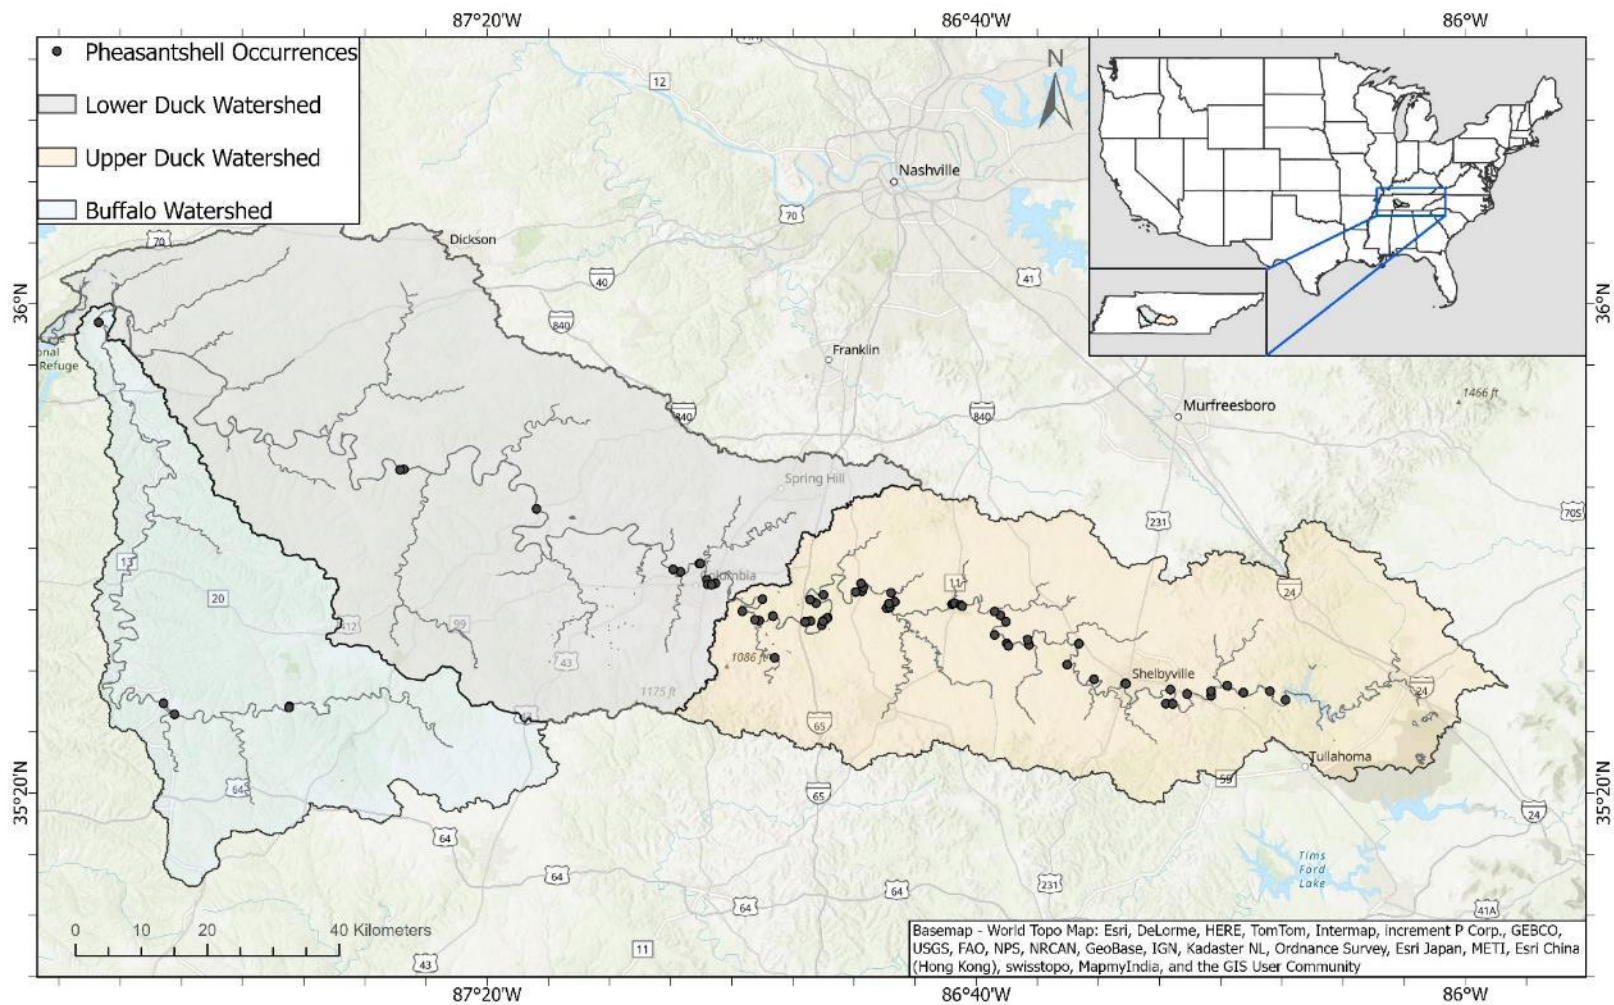 87°20'W
86°40'W
86°W
Pheasantshell Occurrences
Lower Duck Watershed
Upper Duck Watershed
Buffalo Watershed
N
12
Nashville
70
70
Dickson
40
41
36°N
36°N
840
onal
Refuge
Franklin
1466 ft
840
840
Murfreesboro
Spring Hill
70S
231
13
Columbia
11
24
20
412
99
43
1086 ft
Shelbyville
1175 ft
24
65
Tullahoma
35°20'N
35°20'N
64
65
55
24
64
Tims
Ford
Lake
64
64
231
64
41A
0
10
20
40 Kilometers
11
43
Basemap - World Topo Map: Esri, DeLorme, HERE, TomTom, Intermap, increment P Corp., GEBCO,
USGS, FAO, NPS, NRCAN, GeoBase, IGN, Kadaster NL, Ordnance Survey, Esri Japan, METI, Esri China
(Hong Kong), swisstopo, MapmyIndia, and the GIS User Community
87°20'W
86°40'W
86°W